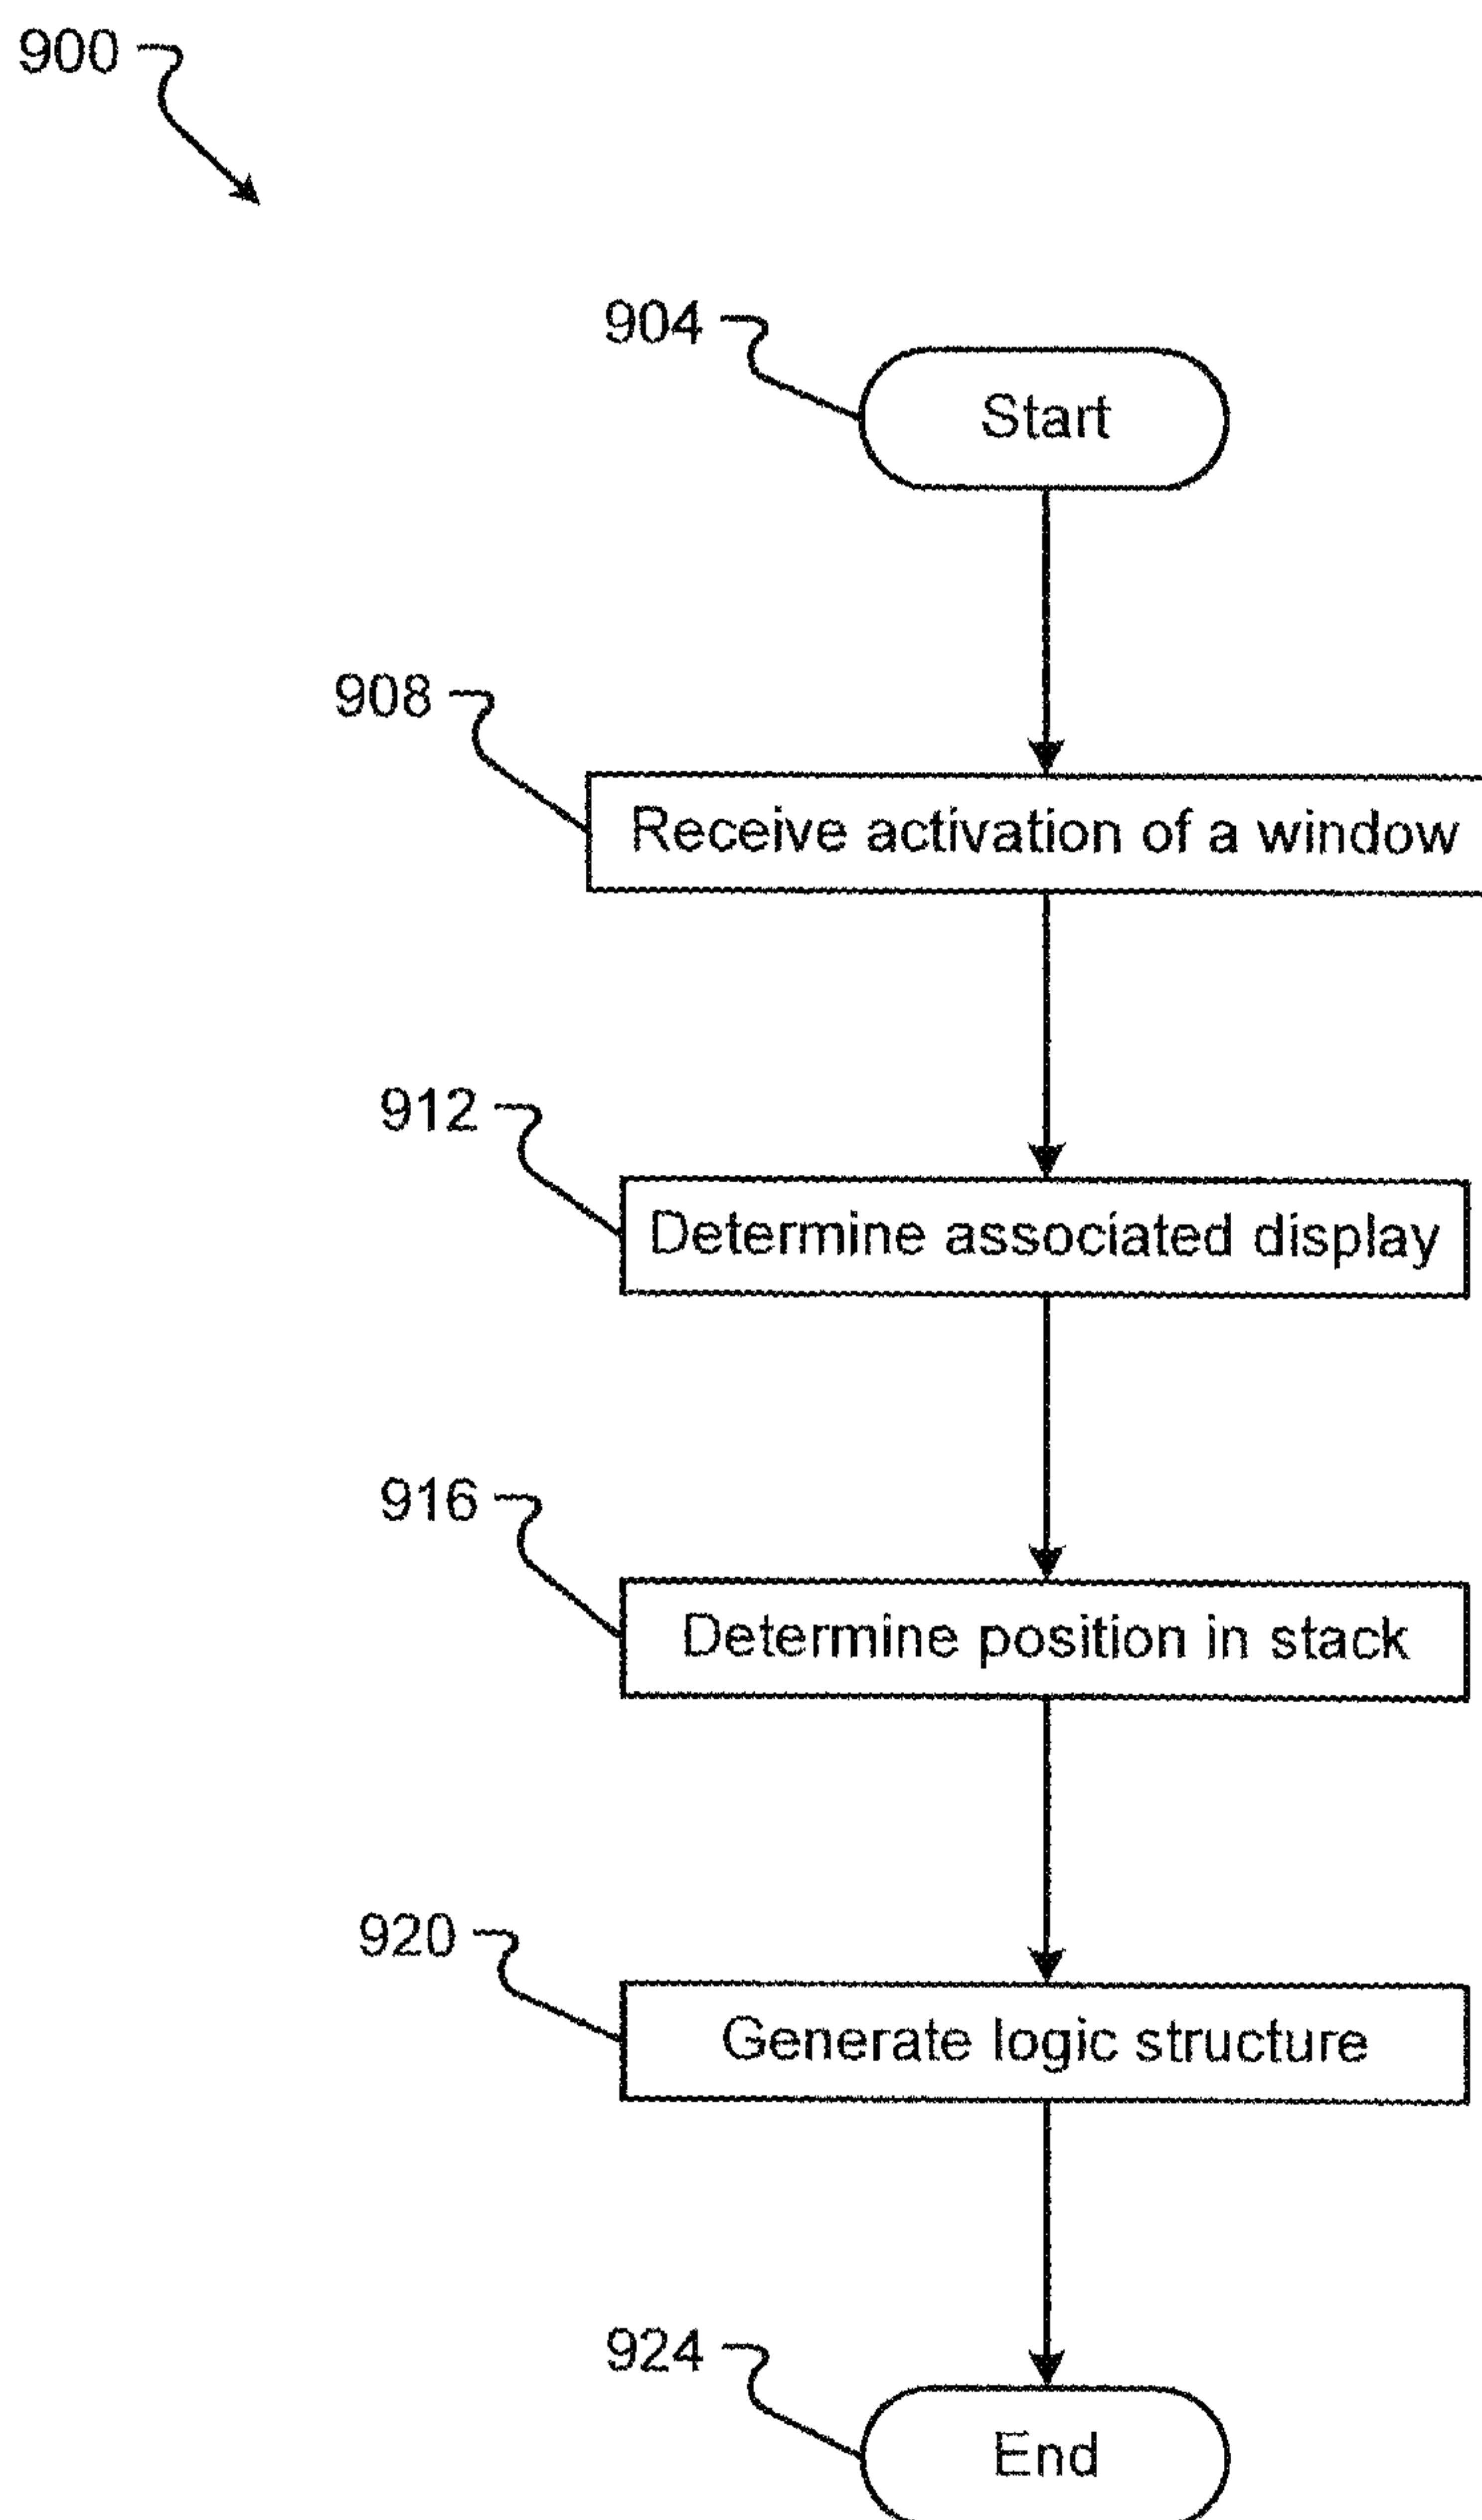 900
904
Start
908
Receive activation of a window
912
Determine associated display
916
Determine position in stack
920
Generate logic structure
924
End